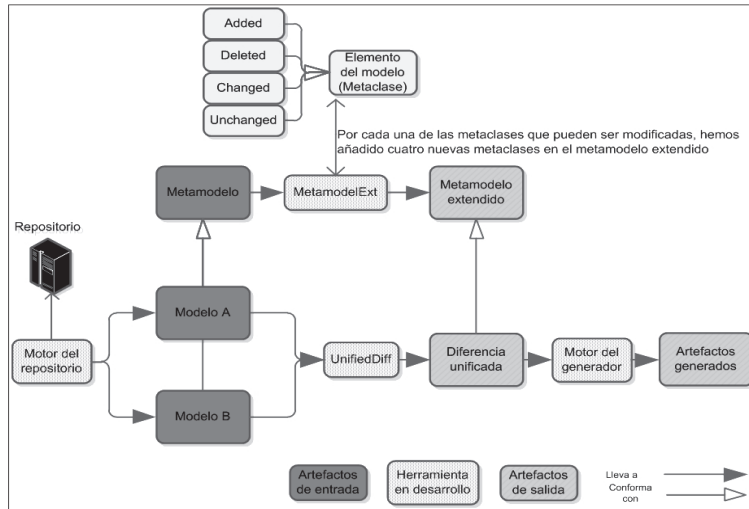 Added
Deleted
Changed
Unchanged
Elemento
del modelo
(Metaclase)
Por cada una de las metaclases que pueden ser modificadas, hemos
añadido cuatro nuevas metaclases en el metamodelo extendido
Metamodelo
MetamodelExt
Metamodelo
extendido
Repositorio
Motor del
repositorio
Modelo A
Modelo B
UnifiedDiff
Diferencia
unificada
Motor del
generador
Artefactos
generados
Artefactos
de entrada
Herramienta
en desarrollo
Artefactos
de salida
Lleva a
Conforma
con